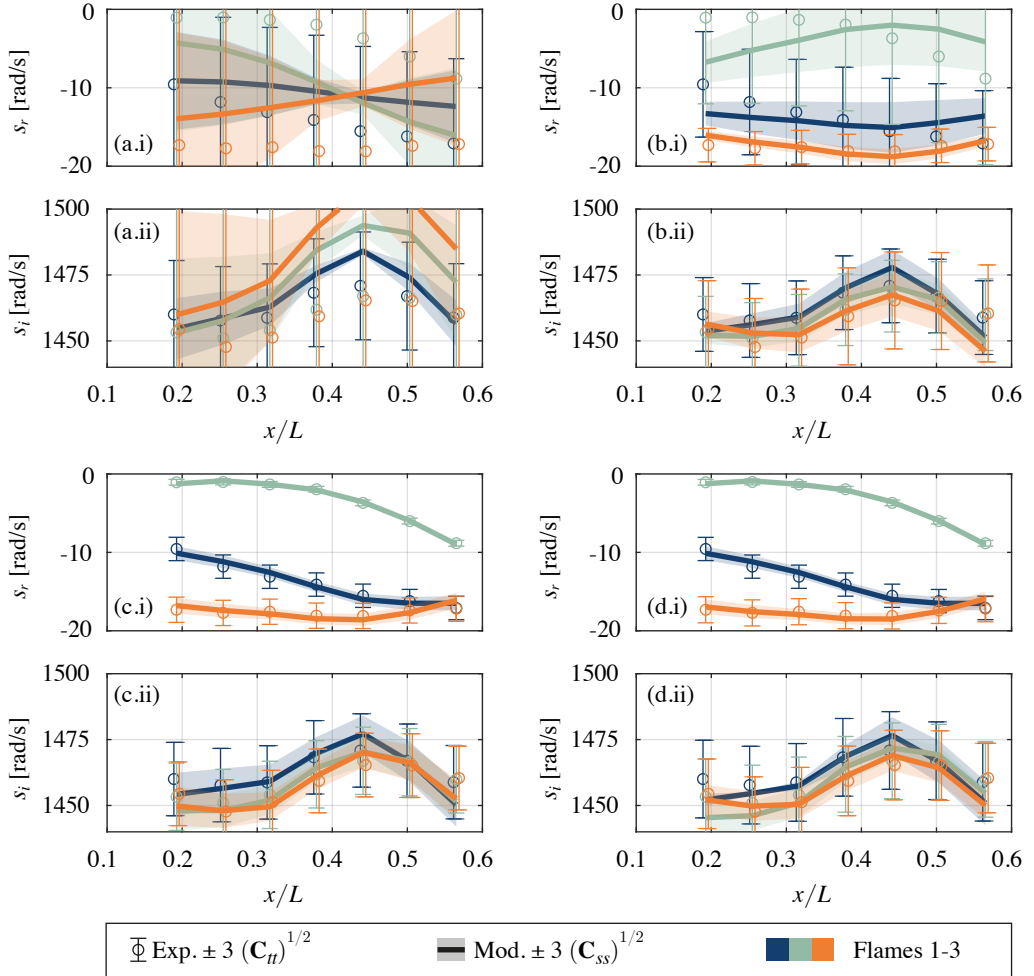 0
-10
-20
s_r [rad/s]
(a.i)
0
-10
-20
s_r [rad/s]
(b.i)
1500
1475
1450
s_i [rad/s]
(a.ii)
0.1 0.2 0.3 0.4 0.5 0.6
x/L
1500
1475
1450
s_i [rad/s]
(b.ii)
0.1 0.2 0.3 0.4 0.5 0.6
x/L
0
-10
-20
s_r [rad/s]
(c.i)
0
-10
-20
s_r [rad/s]
(d.i)
1500
1475
1450
s_i [rad/s]
(c.ii)
0.1 0.2 0.3 0.4 0.5 0.6
x/L
1500
1475
1450
s_i [rad/s]
(d.ii)
0.1 0.2 0.3 0.4 0.5 0.6
x/L
Exp. ± 3 (C_tt)^1/2 Mod. ± 3 (C_ss)^1/2 Flames 1-3